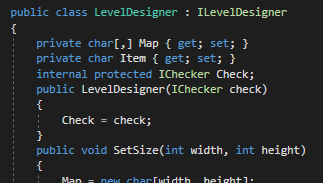 public class LevelDesigner : ILevelDesigner
{
private char[,] Map { get; set; }
private char Item { get; set; }
internal protected IChecker Check;
public LevelDesigner(IChecker check)
{
Check = check;
}
public void SetSize(int width, int height)
{
Map = new char[width, height];